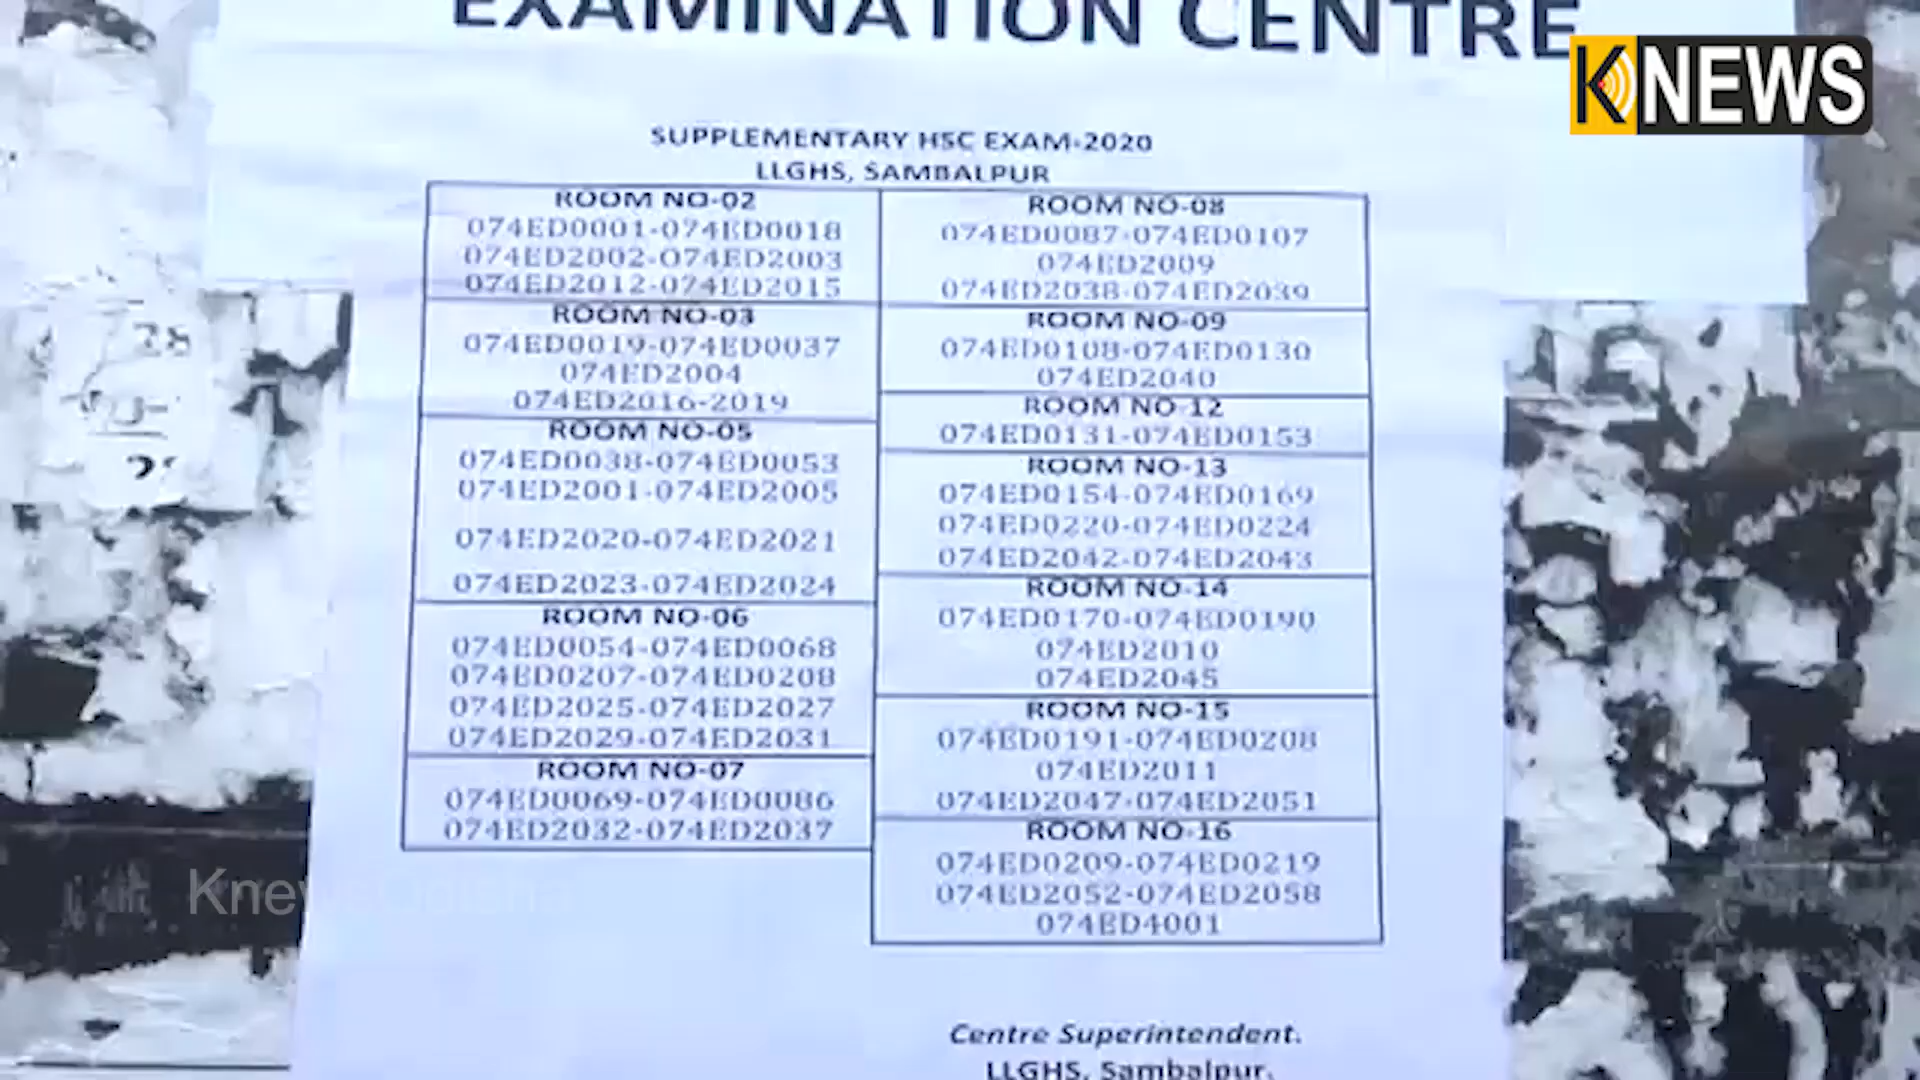 EXAMINATION CENTRE
KNEWS
SUPPLEMENTARY HSC EXAM-2020
LLGHS, SAMBALPUR
ROOM NO-02
074ED0001-074ED0018
074ED2002-074ED2003
074ED2012-074ED2015
ROOM NO-03
074ED0019-074ED0037
074ED2004
074ED2016-2019
ROOM NO-05
074ED0038-074ED0053
074ED2001-074ED2005
074ED2020-074ED2021
074ED2023-074ED2024
ROOM NO-06
074ED0054-074ED0068
074ED0207-074ED0208
074ED2025-074ED2027
074ED2029-074ED2031
ROOM NO-07
074ED0069-074ED0086
074ED2032-074ED2037
ROOM NO-08
074ED0087-074ED0107
074ED2009
074ED2038-074ED2039
ROOM NO-09
074ED0108-074ED0130
074ED2040
ROOM NO-12
074ED0131-074ED0153
ROOM NO-13
074ED0154-074ED0169
074ED0220-074ED0224
074ED2042-074ED2043
ROOM NO-14
074ED0170-074ED0190
074ED2010
074ED2045
ROOM NO-15
074ED0191-074ED0208
074ED2011
074ED2047-074ED2051
ROOM NO-16
074ED0209-074ED0219
074ED2052-074ED2058
074ED4001
Centre Superintendent.
LLGHS, Sambalpur.
28
Knews Odisha